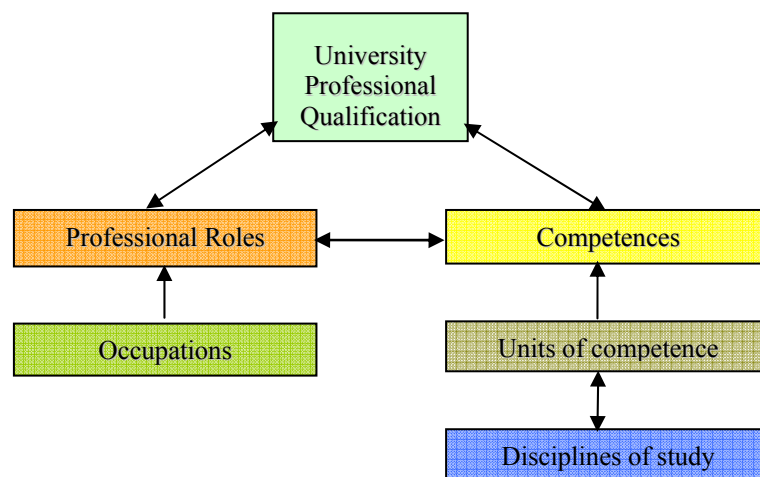 University
Professional
Qualification
Professional Roles
Competences
Occupations
Units of competence
Disciplines of study